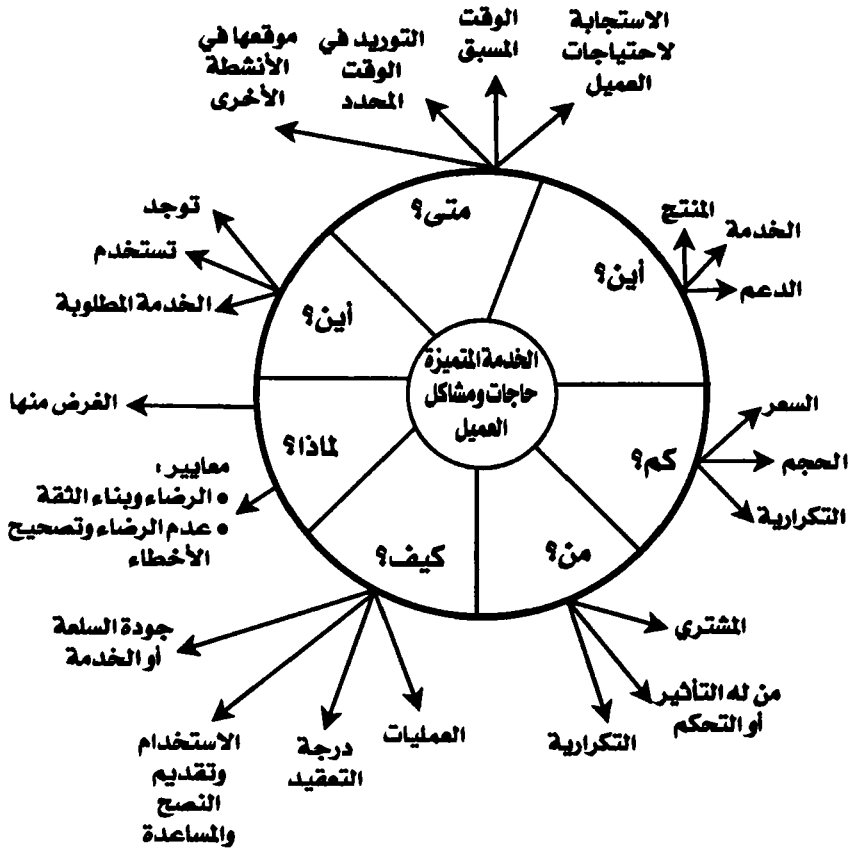 الاستجابة
لاحتياجات
العميل
الوقت
المسبق
التوريد في
الوقت
المحدد
موقعها في
الأنشطة
الأخرى
متى؟
أين؟
المنتج
الخدمة
الدعم
توجد
تستخدم
الخدمة المطلوبة
أين؟
الخدمة المتميزة
حاجات ومشاكل
العميل
كم؟
السعر
الحجم
التكرارية
لماذا؟
الغرض منها
معايير :
• الرضاء وبناء الثقة
• عدم الرضاء وتصحيح
الأخطاء
من؟
المشتري
من له التأثير
أو التحكم
التكرارية
كيف؟
العمليات
درجة
التعقيد
الاستخدام
وتقديم
النصح
والمساعدة
جودة السلعة
أو الخدمة